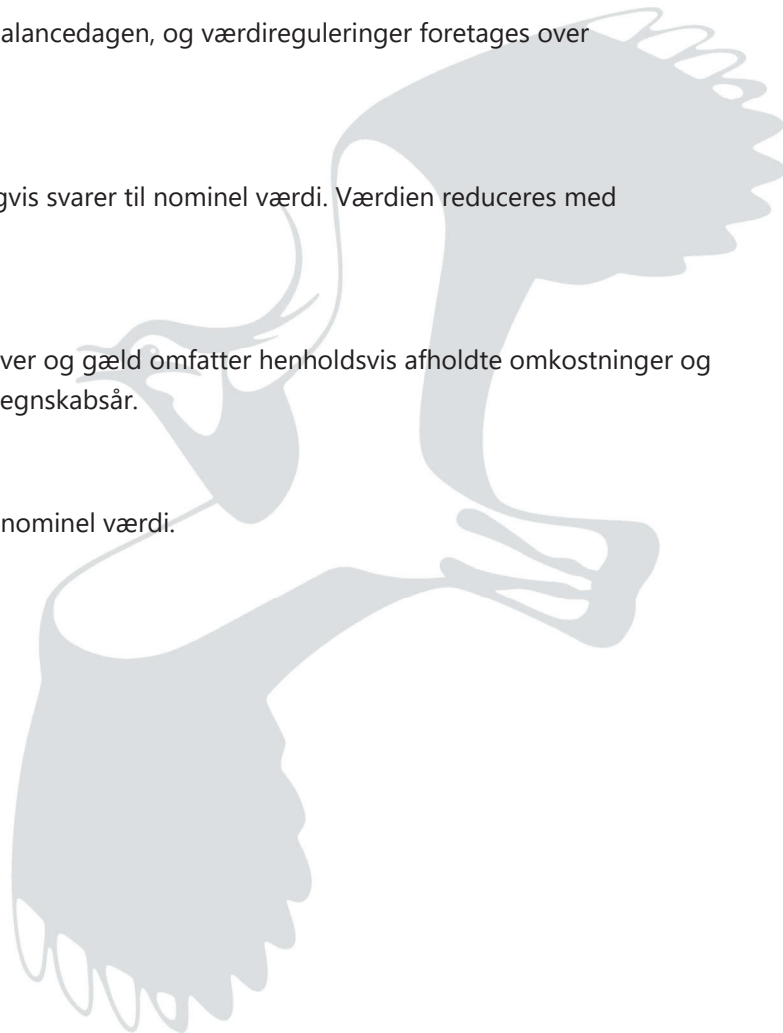 alancedagen, og værdireguleringer foretages over
gvis svarer til nominel værdi. Værdien reduceres med
ver og gæld omfatter henholdsvis afholdte omkostninger og
egnskabsår.
nominel værdi.